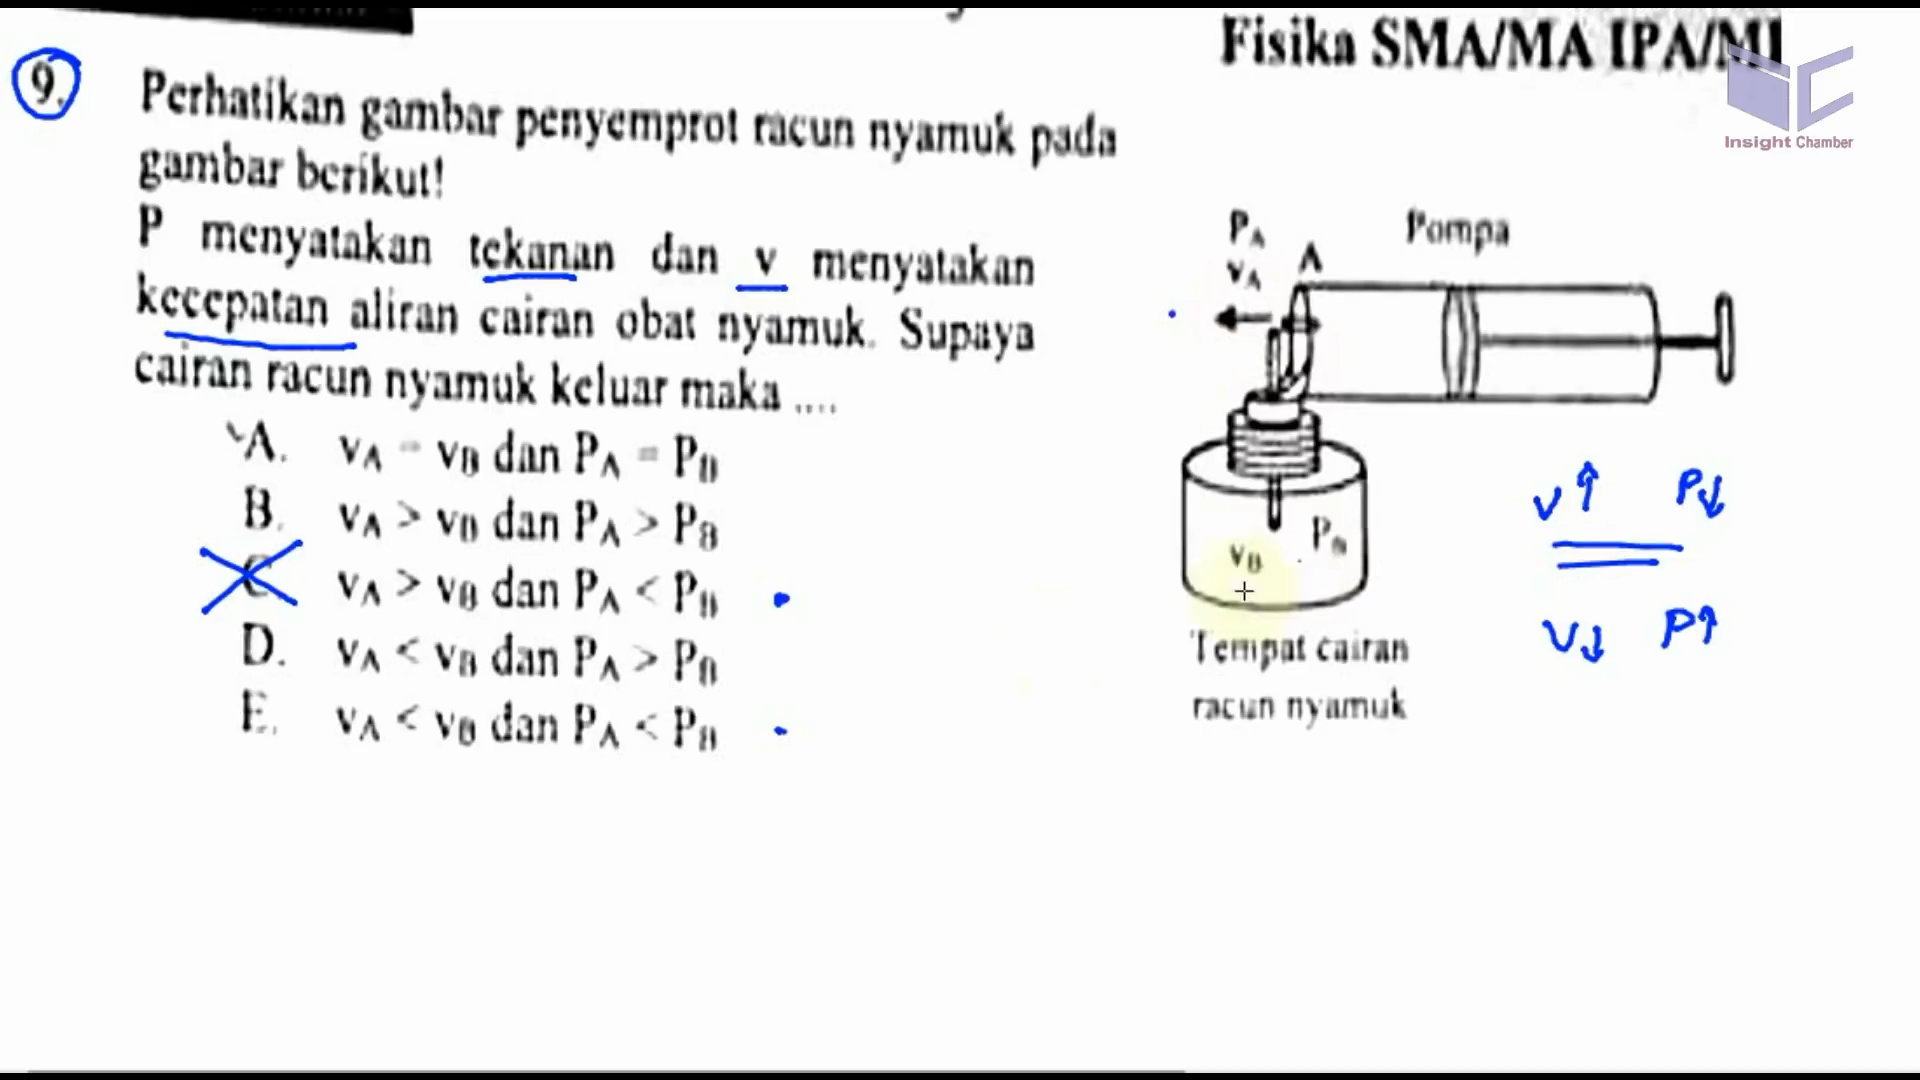 Fisika SMA/MA IPA/MI
Insight Chamber
9.
Perhatikan gambar penyemprot racun nyamuk pada
gambar berikut!
P menyatakan tekanan dan v menyatakan
kecepatan aliran cairan obat nyamuk. Supaya
cairan racun nyamuk keluar maka ....
A. vA = vB dan PA = PB
B. vA > vB dan PA > PB
C vA > vB dan PA < PB
D. vA < vB dan PA > PB
E. vA < vB dan PA < PB
PA
vA
A
Pompa
vB
PB
Tempat cairan
racun nyamuk
v↑ P↓
v↓ P↑